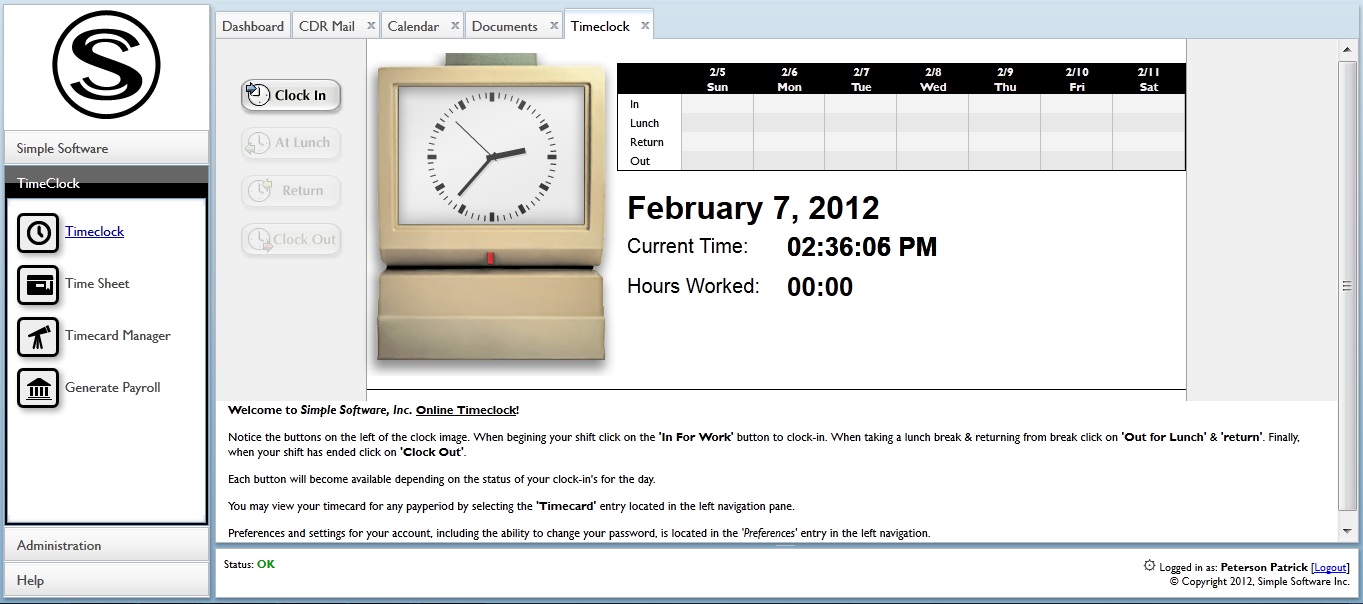 Dashboard CDR Mail Calendar Documents Timeclock
S
Simple Software
TimeClock
Timeclock
Time Sheet
Timecard Manager
Generate Payroll
Administration
Help
Clock In
At Lunch
Return
Clock Out
2/5 2/6 2/7 2/8 2/9 2/10 2/11
Sun Mon Tue Wed Thu Fri Sat
In
Lunch
Return
Out
February 7, 2012
Current Time: 02:36:05 PM
Hours Worked: 00:00
Welcome to Simple Software, Inc. Online Timeclock!
Notice the buttons on the left of the clock image. When begining your shift click on the 'In For Work' button to clock-in. When taking a lunch break & returning from break click on 'Out for Lunch' & 'return'. Finally,
when your shift has ended click on 'Clock Out'.
Each button will become available depending on the status of your clock-in's for the day.
You may view your timecard for any payperiod by selecting the 'Timecard' entry located in the left navigation pane.
Preferences and settings for your account, including the ability to change your password, is located in the 'Preferences' entry in the left navigation.
Status: OK
Logged in as: Peterson Patrick [Logout]
© Copyright 2012, Simple Software Inc.